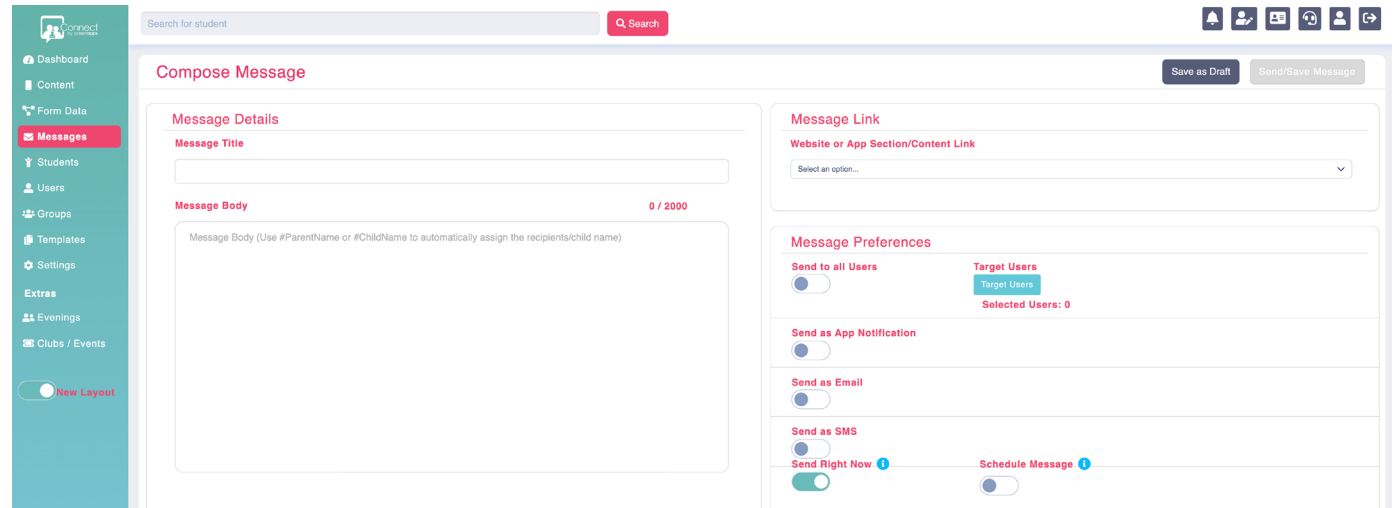 Connect
by parentapps
Search for student
Search
Dashboard
Content
Form Data
Messages
Students
Users
Groups
Templates
Settings
Extras
Evenings
Clubs / Events
New Layout
Compose Message
Save as Draft
Send/Save Message
Message Details
Message Title
Message Body
0 / 2000
Message Body (Use #ParentName or #ChildName to automatically assign the recipients/child name)
Message Link
Website or App Section/Content Link
Select an option...
Message Preferences
Send to all Users
Target Users
Target Users
Selected Users: 0
Send as App Notification
Send as Email
Send as SMS
Send Right Now
Schedule Message